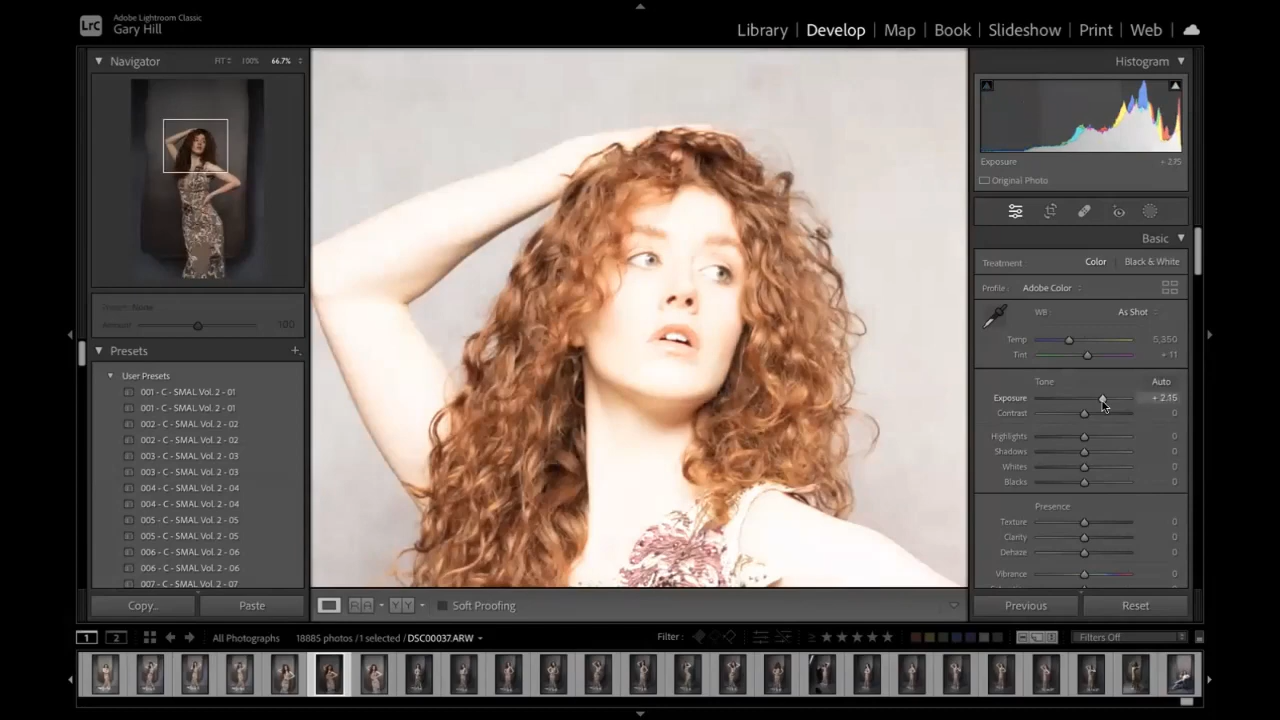 Adobe Lightroom Classic
Gary Hill
Library | Develop | Map | Book | Slideshow | Print | Web
Navigator FIT 100% 66.7%
Histogram
Exposure + 2.15
Original Photo
Basic
Treatment Color Black & White
Profile: Adobe Color
WB: As Shot
Temp 5,350
Tint + 11
Tone Auto
Exposure + 2.15
Contrast 0
Highlights 0
Shadows 0
Whites 0
Blacks 0
Presence
Texture 0
Clarity 0
Dehaze 0
Vibrance 0
Previous Reset
Preset: None
Amount 100
Presets
User Presets
001 - C - SMAL Vol. 2 - 01
001 - C - SMAL Vol. 2 - 01
002 - C - SMAL Vol. 2 - 02
002 - C - SMAL Vol. 2 - 02
003 - C - SMAL Vol. 2 - 03
003 - C - SMAL Vol. 2 - 03
004 - C - SMAL Vol. 2 - 04
004 - C - SMAL Vol. 2 - 04
005 - C - SMAL Vol. 2 - 05
005 - C - SMAL Vol. 2 - 05
006 - C - SMAL Vol. 2 - 06
006 - C - SMAL Vol. 2 - 06
007 - C - SMAL Vol. 2 - 07
Copy... Paste
Soft Proofing
1 2 All Photographs 18885 photos / 1 selected / DSC00037.ARW Filter: Filters Off